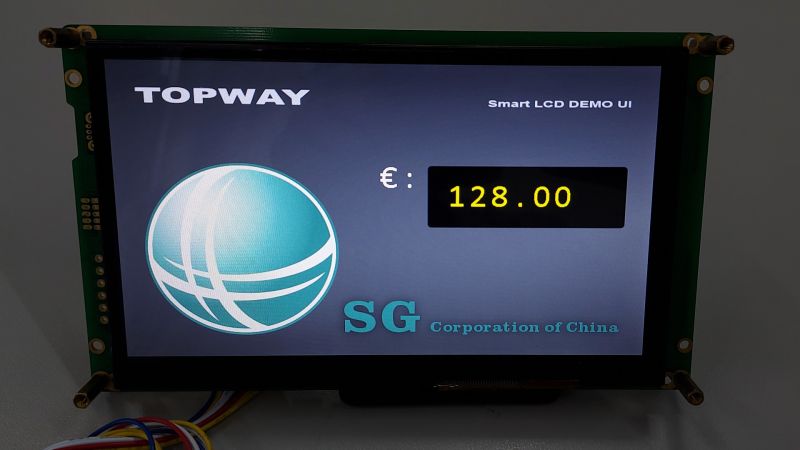 TOPWAY
Smart LCD DEMO UI
€: 128.00
SG Corporation of China